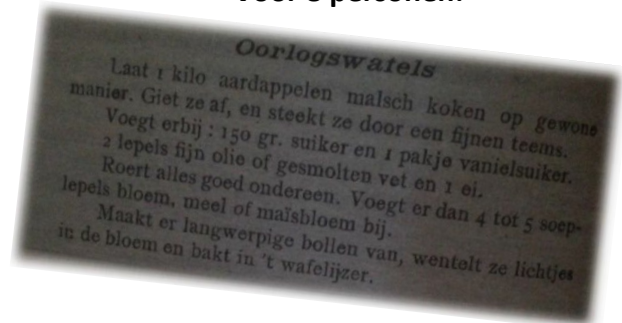 voor personen
Oorlogswafels
Laat 1 kilo aardappelen malsch koken op gewone
manier. Giet ze af, en steekt ze door een fijnen teems.
Voegt erbij : 150 gr. suiker en 1 pakje vanielsuiker.
2 lepels fijn olie of gesmolten vet en 1 ei.
Roert alles goed ondereen. Voegt er dan 4 tot 5 soep-
lepels bloem, meel of maïsbloem bij.
Maakt er langwerpige bollen van, wentelt ze lichtjes
in de bloem en bakt in 't wafelijzer.